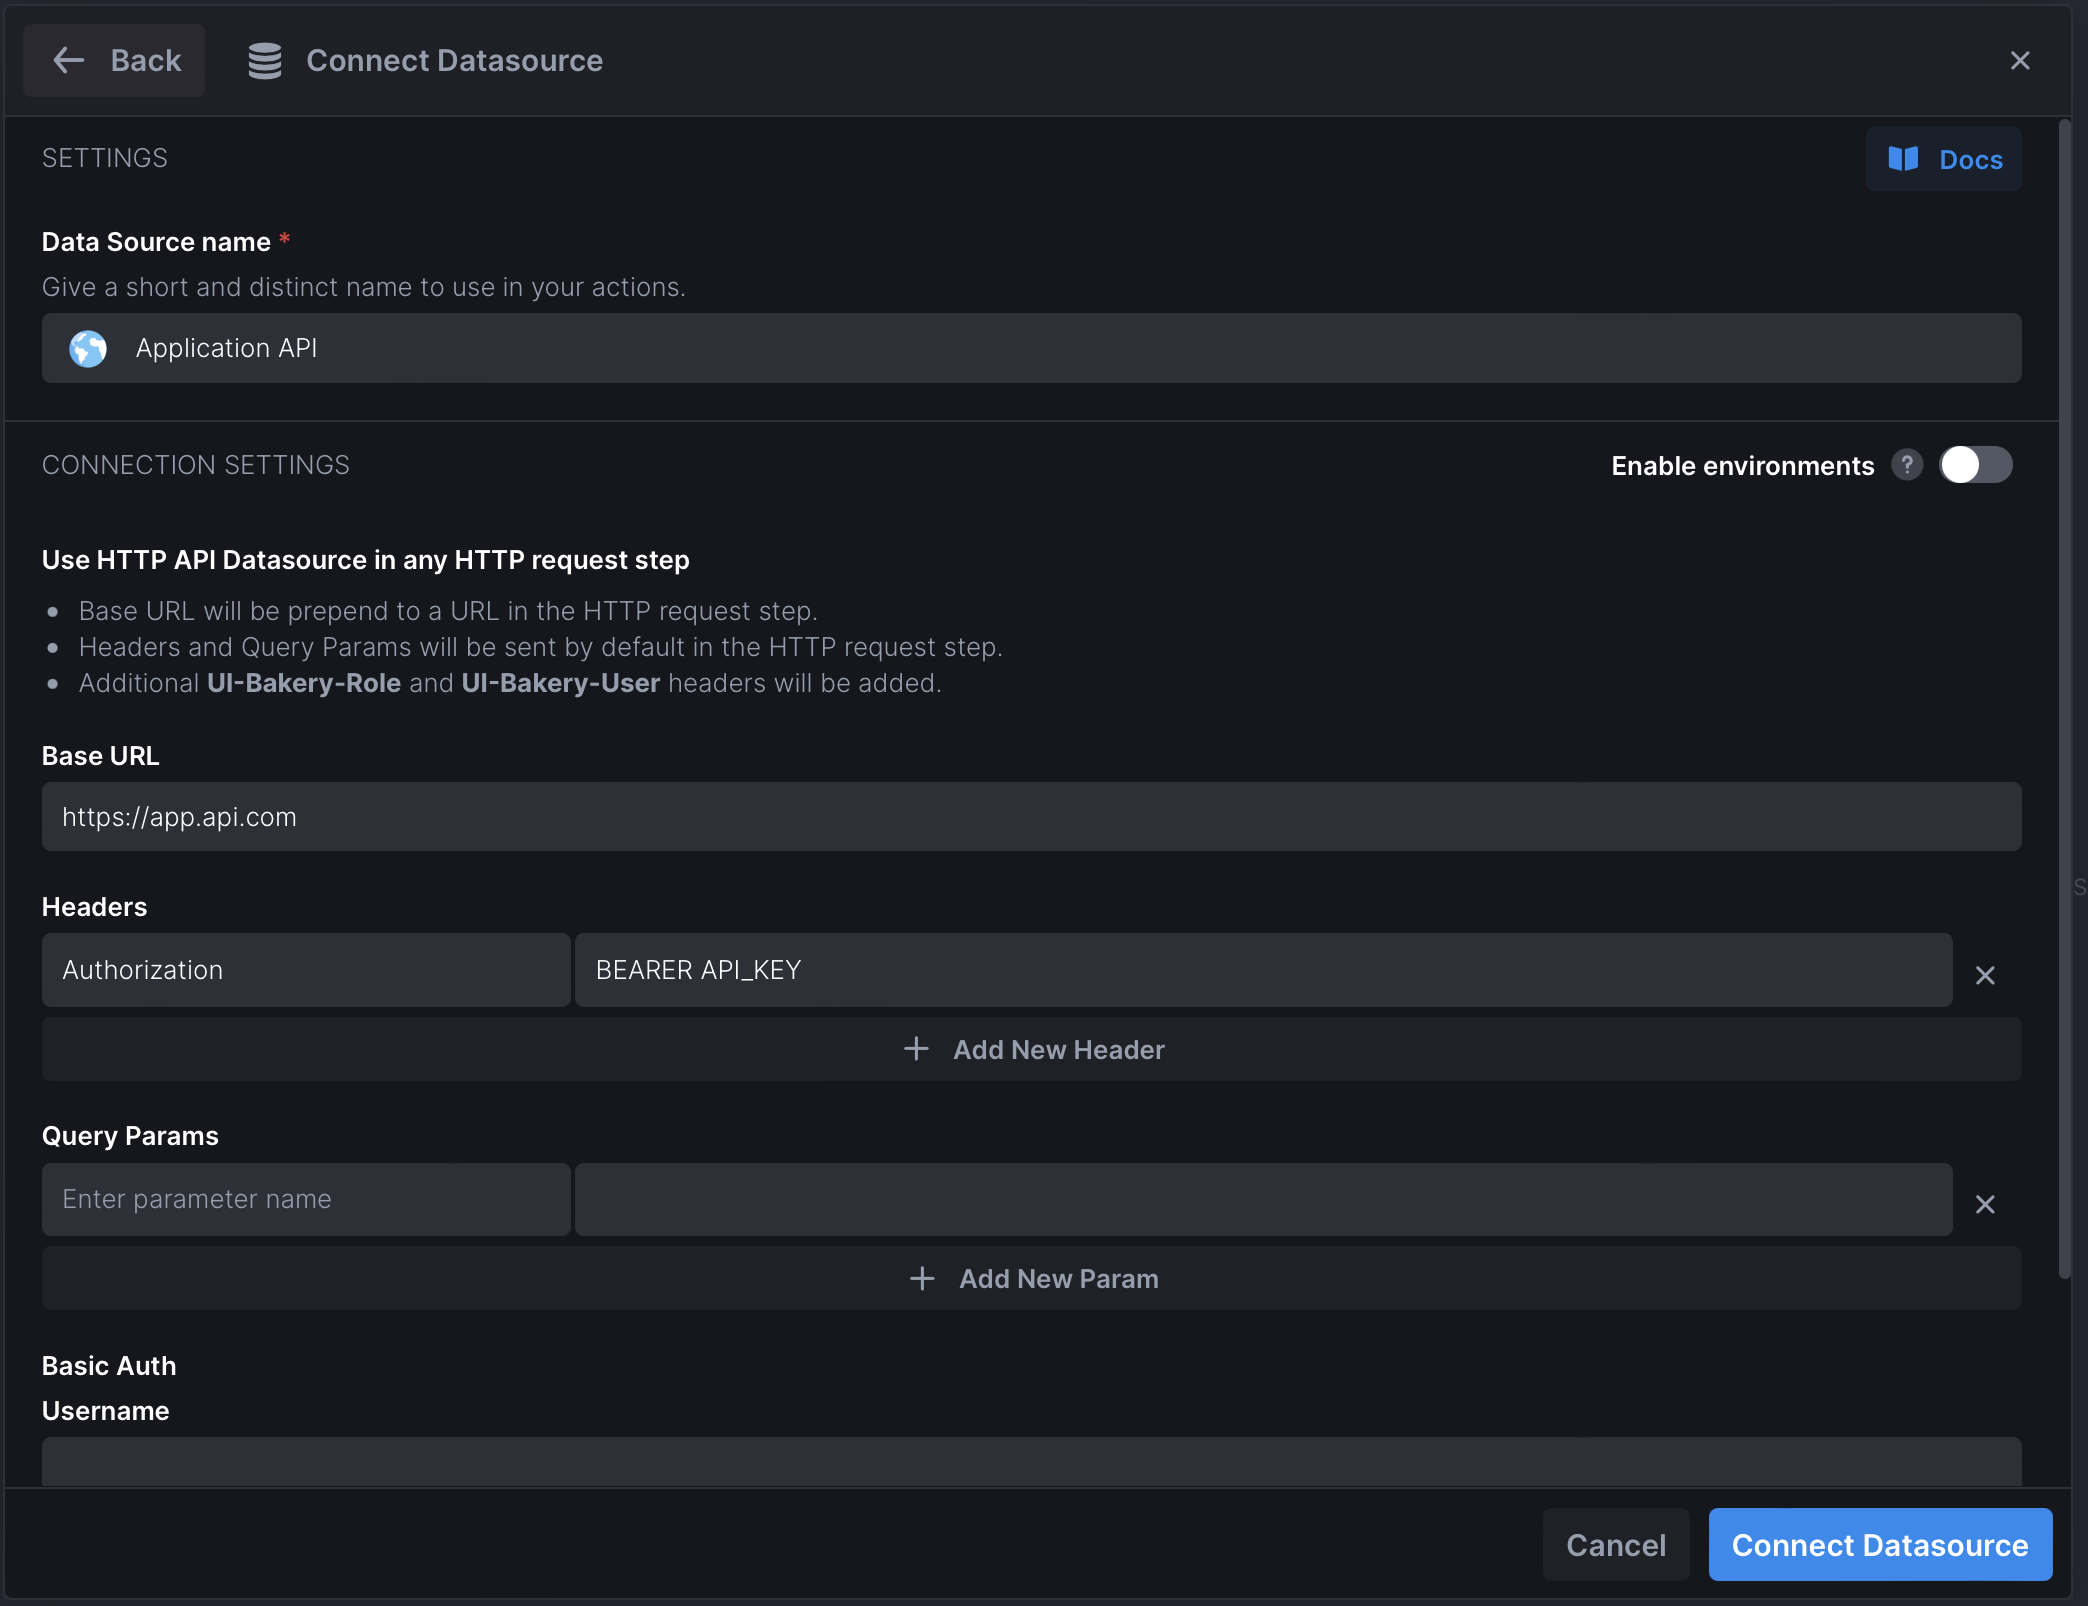 Back
Connect Datasource
SETTINGS
Docs
Data Source name *
Give a short and distinct name to use in your actions.
Application API
CONNECTION SETTINGS
Enable environments ?
Use HTTP API Datasource in any HTTP request step
• Base URL will be prepend to a URL in the HTTP request step.
• Headers and Query Params will be sent by default in the HTTP request step.
• Additional UI-Bakery-Role and UI-Bakery-User headers will be added.
Base URL
https://app.api.com
Headers
Authorization
BEARER API_KEY
Add New Header
Query Params
Enter parameter name
Add New Param
Basic Auth
Username
Cancel
Connect Datasource